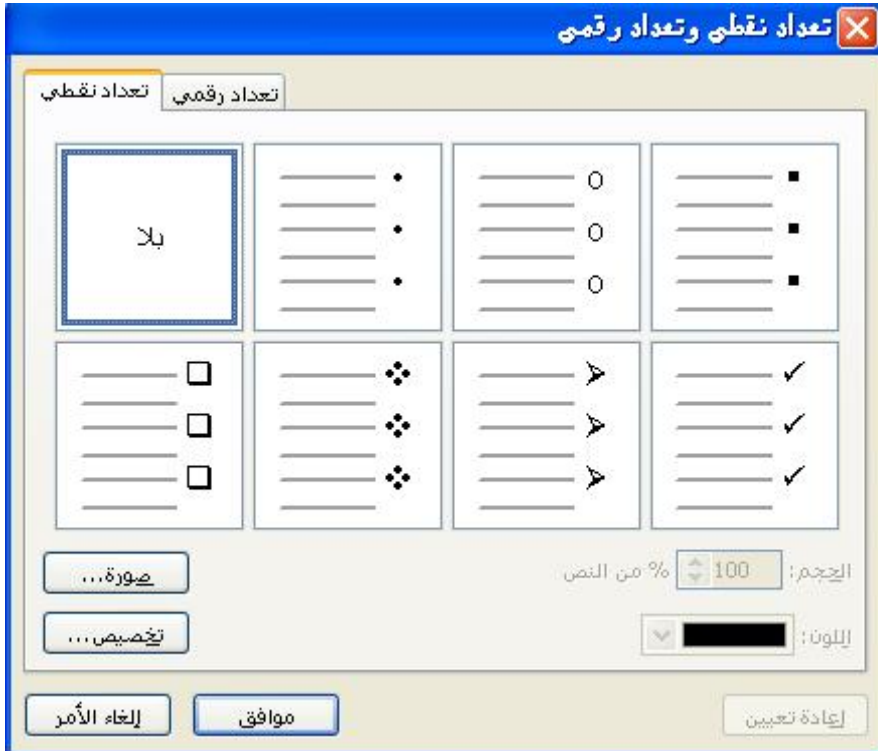 تعداد نقطي وتعداد رقمي
تعداد رقمي تعداد نقطي
بلا
الحجم: 100 % من النص
صورة...
اللون:
تخصيص...
إعادة تعيين موافق إلغاء الأمر